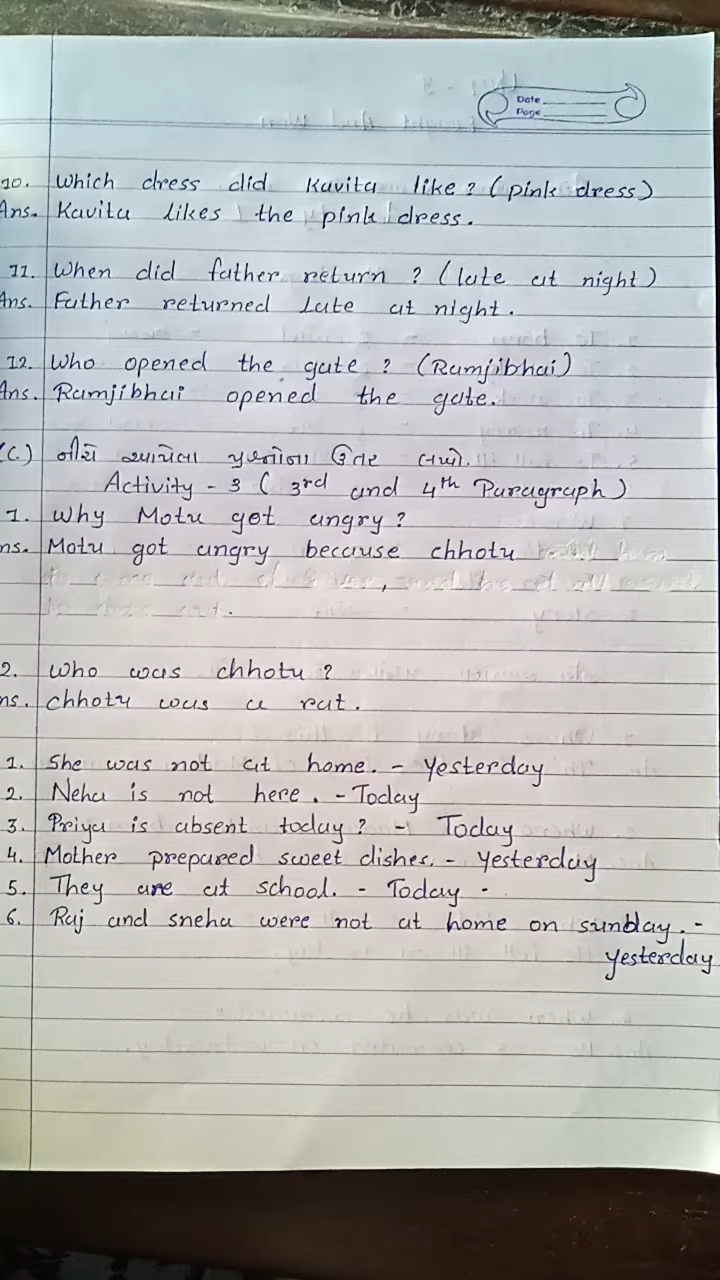 Date
Page
10. Which dress did Kavita like ? ( pink dress )
Ans. Kavita likes the pink dress.
11. When did father return ? ( late at night )
Ans. Father returned Late at night.
12. Who opened the gate ? (Ramjibhai)
Ans. Ramjibhai opened the gate.
(C.) નીચે આપેલા પ્રશ્નોના ઉત્તર લખો.
Activity - 3 ( 3rd and 4th Paragraph )
1. Why Motu got angry ?
ns. Motu got angry because chhotu
,
.
2. Who was chhotu ?
ns. chhotu was a rat.
1. She was not at home. - Yesterday
2. Neha is not here. - Today
3. Priya is absent today ? - Today
4. Mother prepared sweet dishes. - Yesterday
5. They are at school. - Today -
6. Raj and sneha were not at home on sunday. -
Yesterday